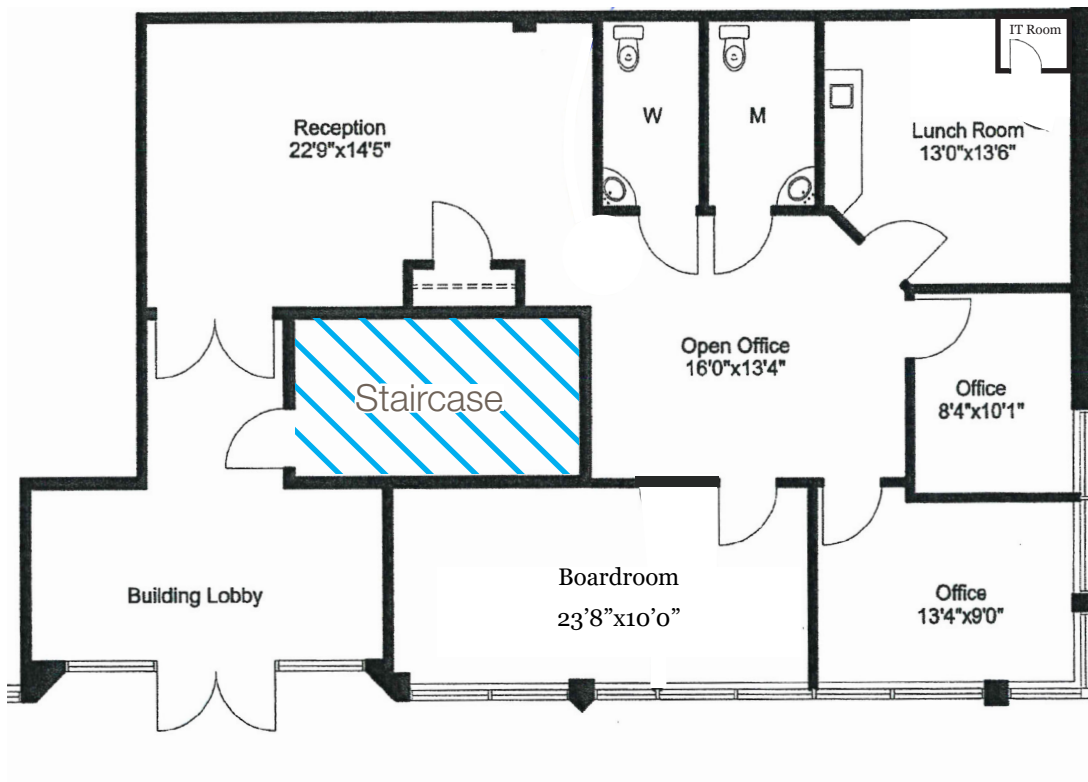 IT Room
W
M
Reception
22'9"x14'5"
Lunch Room
13'0"x13'6"
Open Office
16'0"x13'4"
Staircase
Office
8'4"x10'1"
Boardroom
23’8”x10’0”
Building Lobby
Office
13'4"x9'0"